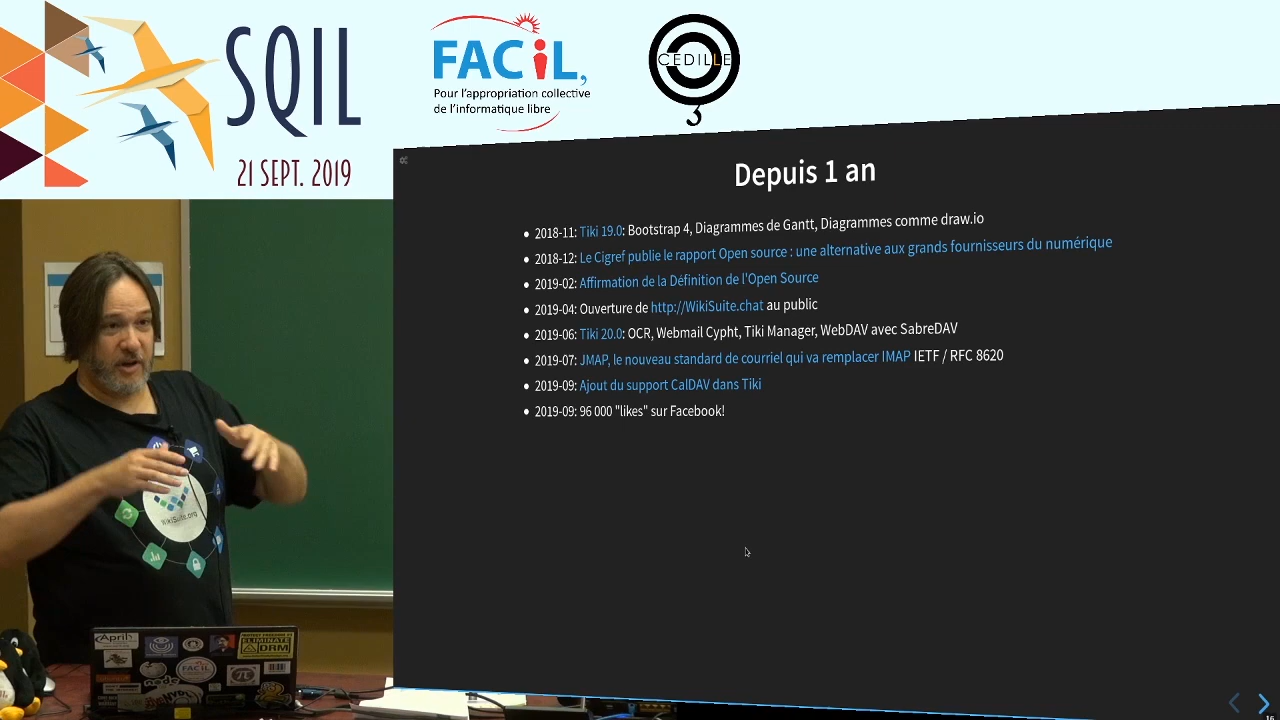 SQIL
21 SEPT. 2019
FACiL,
Pour l'appropriation collective
de l'informatique libre
CEDILLE
Depuis 1 an
2018-11: Tiki 19.0: Bootstrap 4, Diagrammes de Gantt, Diagrammes comme draw.io
2018-12: Le Cigref publie le rapport Open source : une alternative aux grands fournisseurs du numérique
2019-02: Affirmation de la Définition de l'Open Source
2019-04: Ouverture de http://WikiSuite.chat au public
2019-06: Tiki 20.0: OCR, Webmail Cypht, Tiki Manager, WebDAV avec SabreDAV
2019-07: JMAP, le nouveau standard de courriel qui va remplacer IMAP IETF / RFC 8620
2019-09: Ajout du support CalDAV dans Tiki
2019-09: 96 000 "likes" sur Facebook!
WikiSuite.org
April
FACIL
ELIMINATE
DRM
node